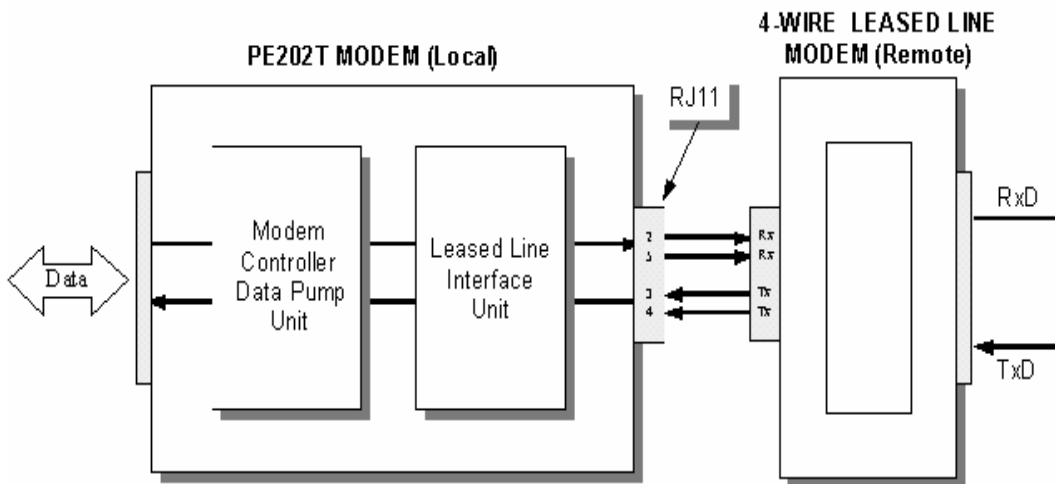 4-WIRE LEASED LINE
MODEM (Remote)
PE202T MODEM (Local)
RJ11
Data
Modem
Controller
Data Pump
Unit
Leased Line
Interface
Unit
2
5
3
4
Rx
Rx
Tx
Tx
RxD
TxD